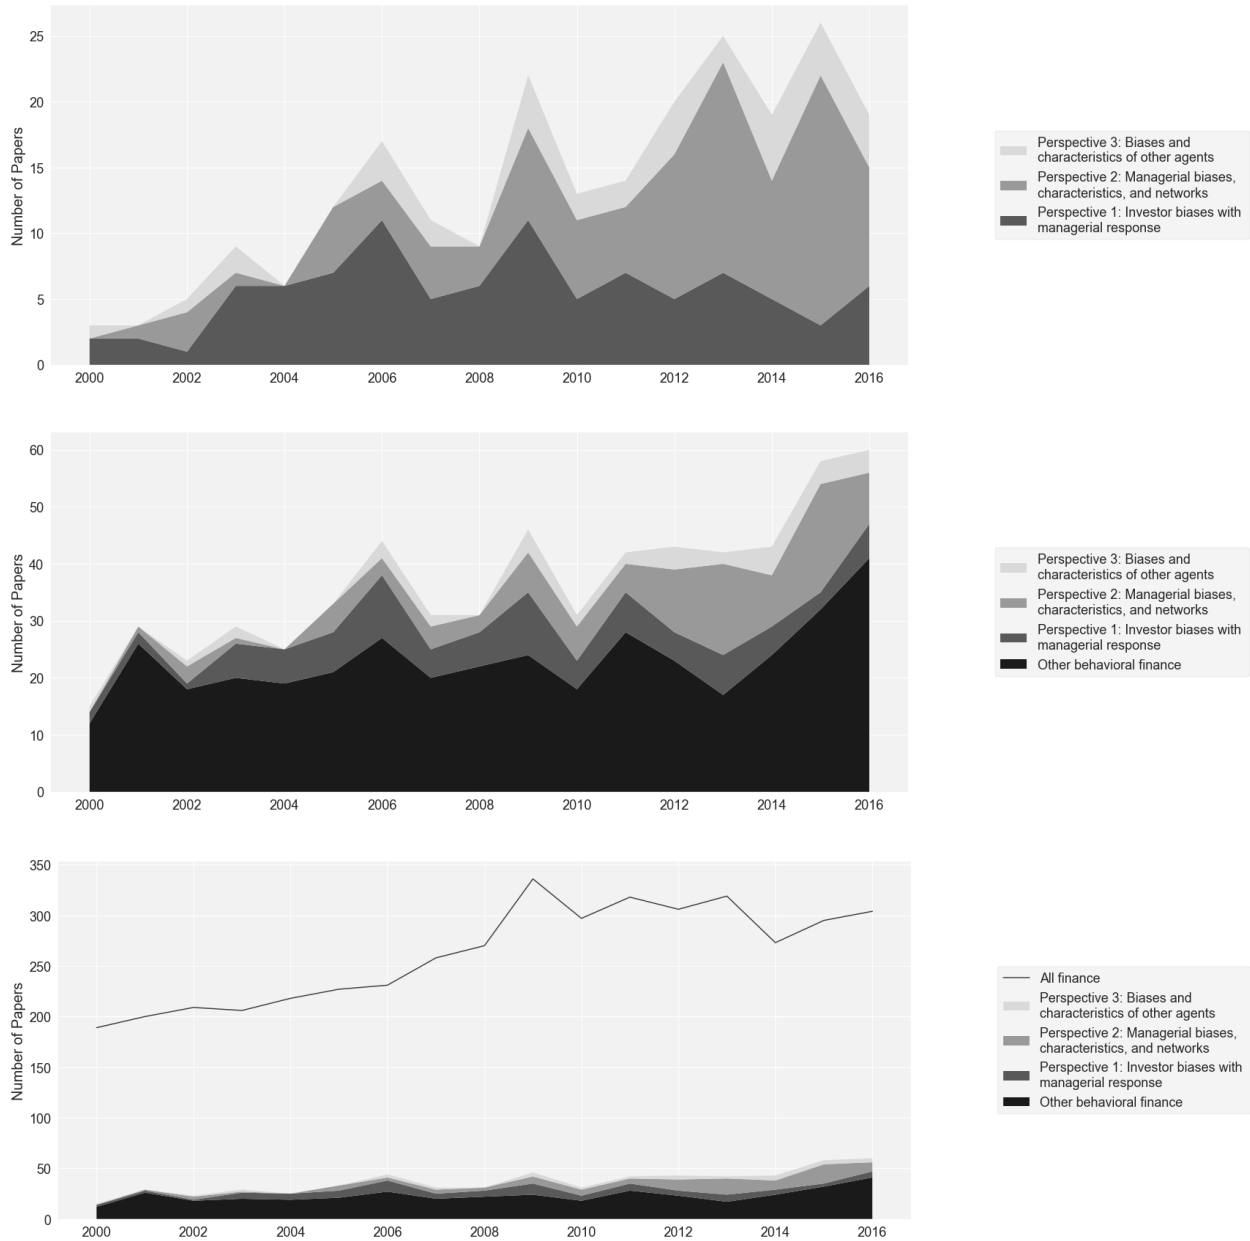 25
20
15
10
5
0
Number of Papers
2000 2002 2004 2006 2008 2010 2012 2014 2016
Perspective 3: Biases and
characteristics of other agents
Perspective 2: Managerial biases,
characteristics, and networks
Perspective 1: Investor biases with
managerial response
60
50
40
30
20
10
0
Number of Papers
2000 2002 2004 2006 2008 2010 2012 2014 2016
Perspective 3: Biases and
characteristics of other agents
Perspective 2: Managerial biases,
characteristics, and networks
Perspective 1: Investor biases with
managerial response
Other behavioral finance
350
300
250
200
150
100
50
0
Number of Papers
2000 2002 2004 2006 2008 2010 2012 2014 2016
All finance
Perspective 3: Biases and
characteristics of other agents
Perspective 2: Managerial biases,
characteristics, and networks
Perspective 1: Investor biases with
managerial response
Other behavioral finance